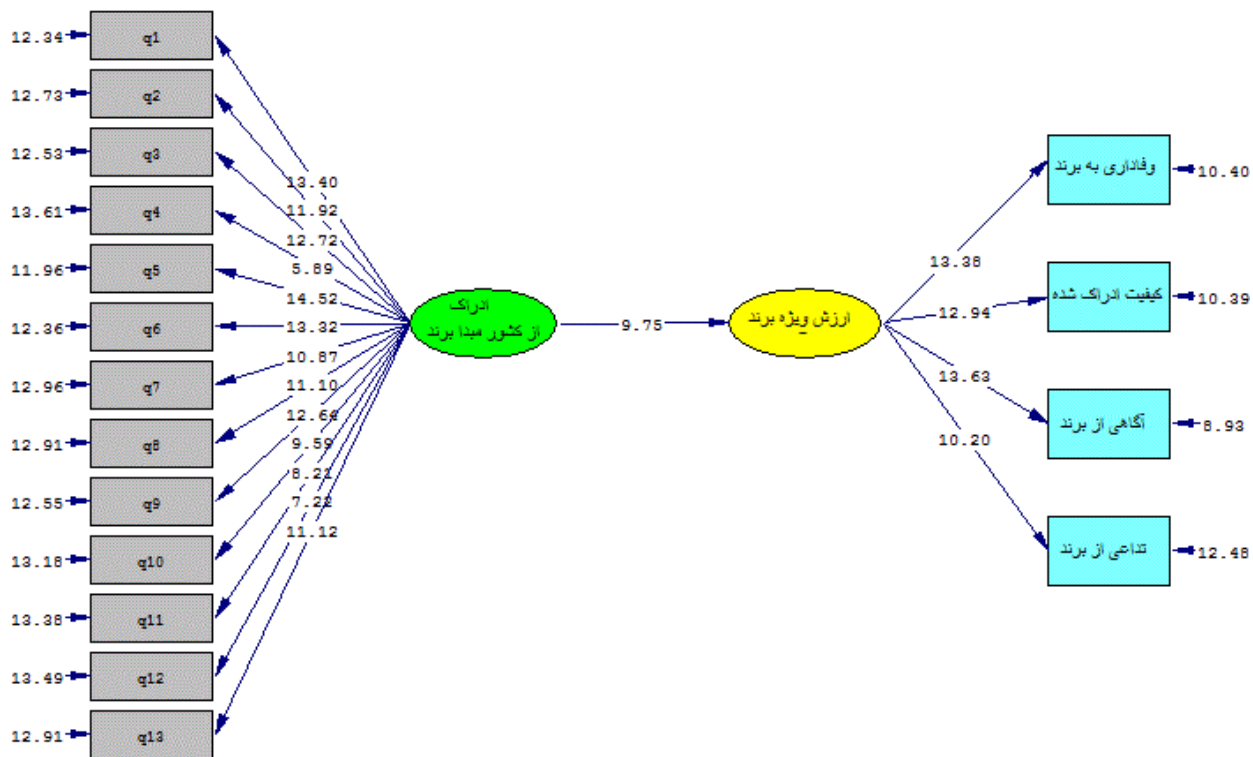 12.34
q1
12.73
q2
12.53
q3
13.61
q4
11.96
q5
12.36
q6
12.96
q7
12.91
q8
12.55
q9
13.18
q10
13.38
q11
13.49
q12
12.91
q13
13.40
11.92
12.72
5.89
14.52
13.32
10.87
11.10
12.64
9.59
8.21
7.22
11.12
ادراک
از کشور مبدا برند
9.75
ارزش ویژه برند
13.38
12.94
13.63
10.20
وفاداری به برند
10.40
کیفیت ادراک شده
10.39
آگاهی از برند
8.93
تداعی از برند
12.48